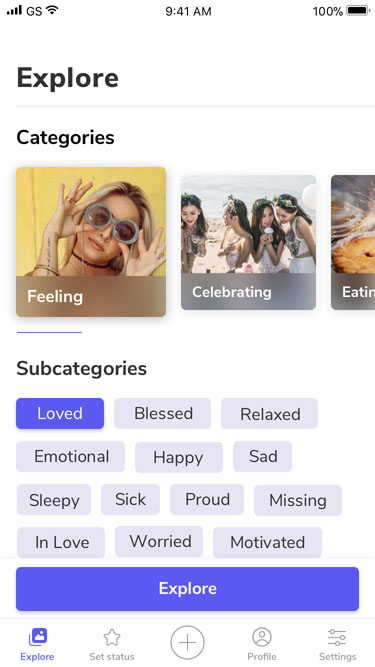 GS 9:41 AM 100%
Explore
Categories
Feeling Celebrating Eatin
Subcategories
Loved Blessed Relaxed
Emotional Happy Sad
Sleepy Sick Proud Missing
In Love Worried Motivated
Explore
Explore Set status Profile Settings